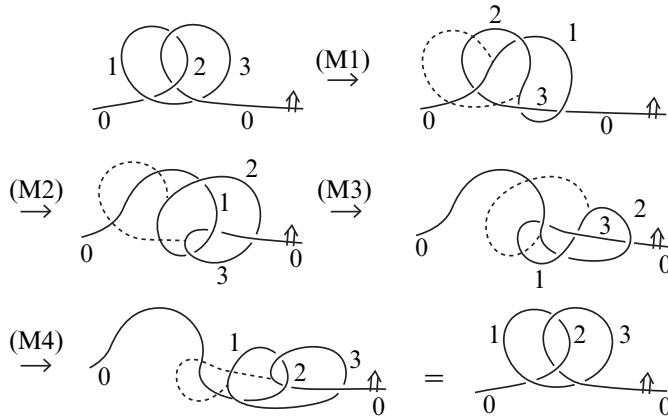 1 2 3 (M1) 2 1
0 0 0 3 0
(M2) 1 2 (M3) 3 2
0 3 0 0 1 0
(M4) 1 2 3 = 1 2 3
0 0 0 0